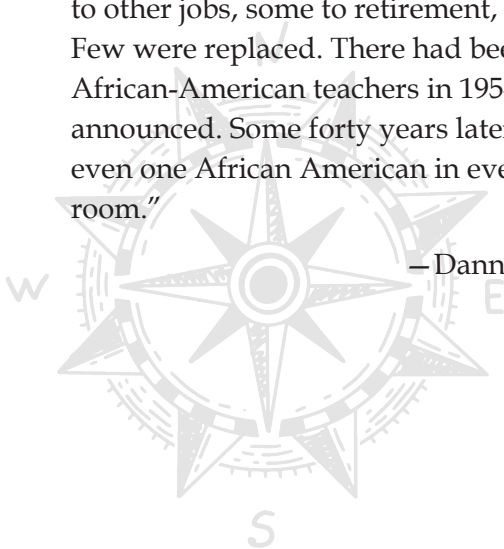 to other jobs, some to retirement,
Few were replaced. There had bee
African-American teachers in 195
announced. Some forty years later
even one African American in eve
room.”
—Dann
N
W
E
S